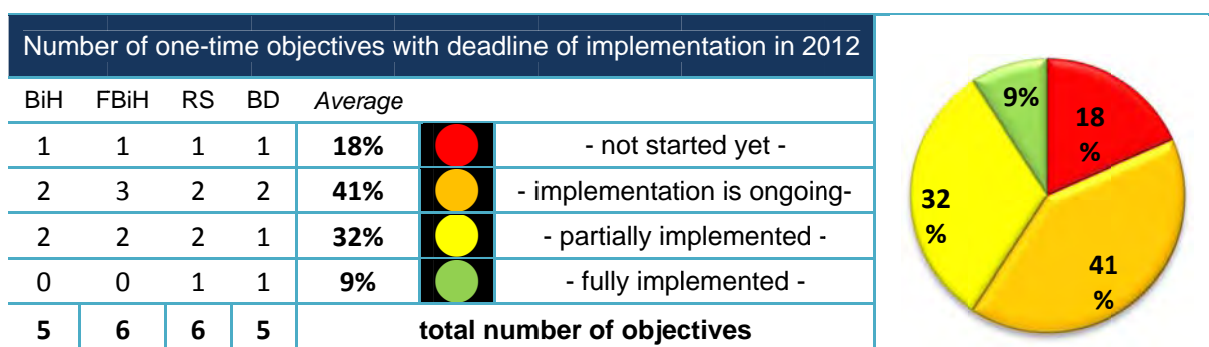 Number of one-time objectives with deadline of implementation in 2012
BiH FBiH RS BD Average
1 1 1 1 18% - not started yet -
2 3 2 2 41% - implementation is ongoing-
2 2 2 1 32% - partially implemented -
0 0 1 1 9% - fully implemented -
5 6 6 5 total number of objectives
9%
18
%
32
%
41
%